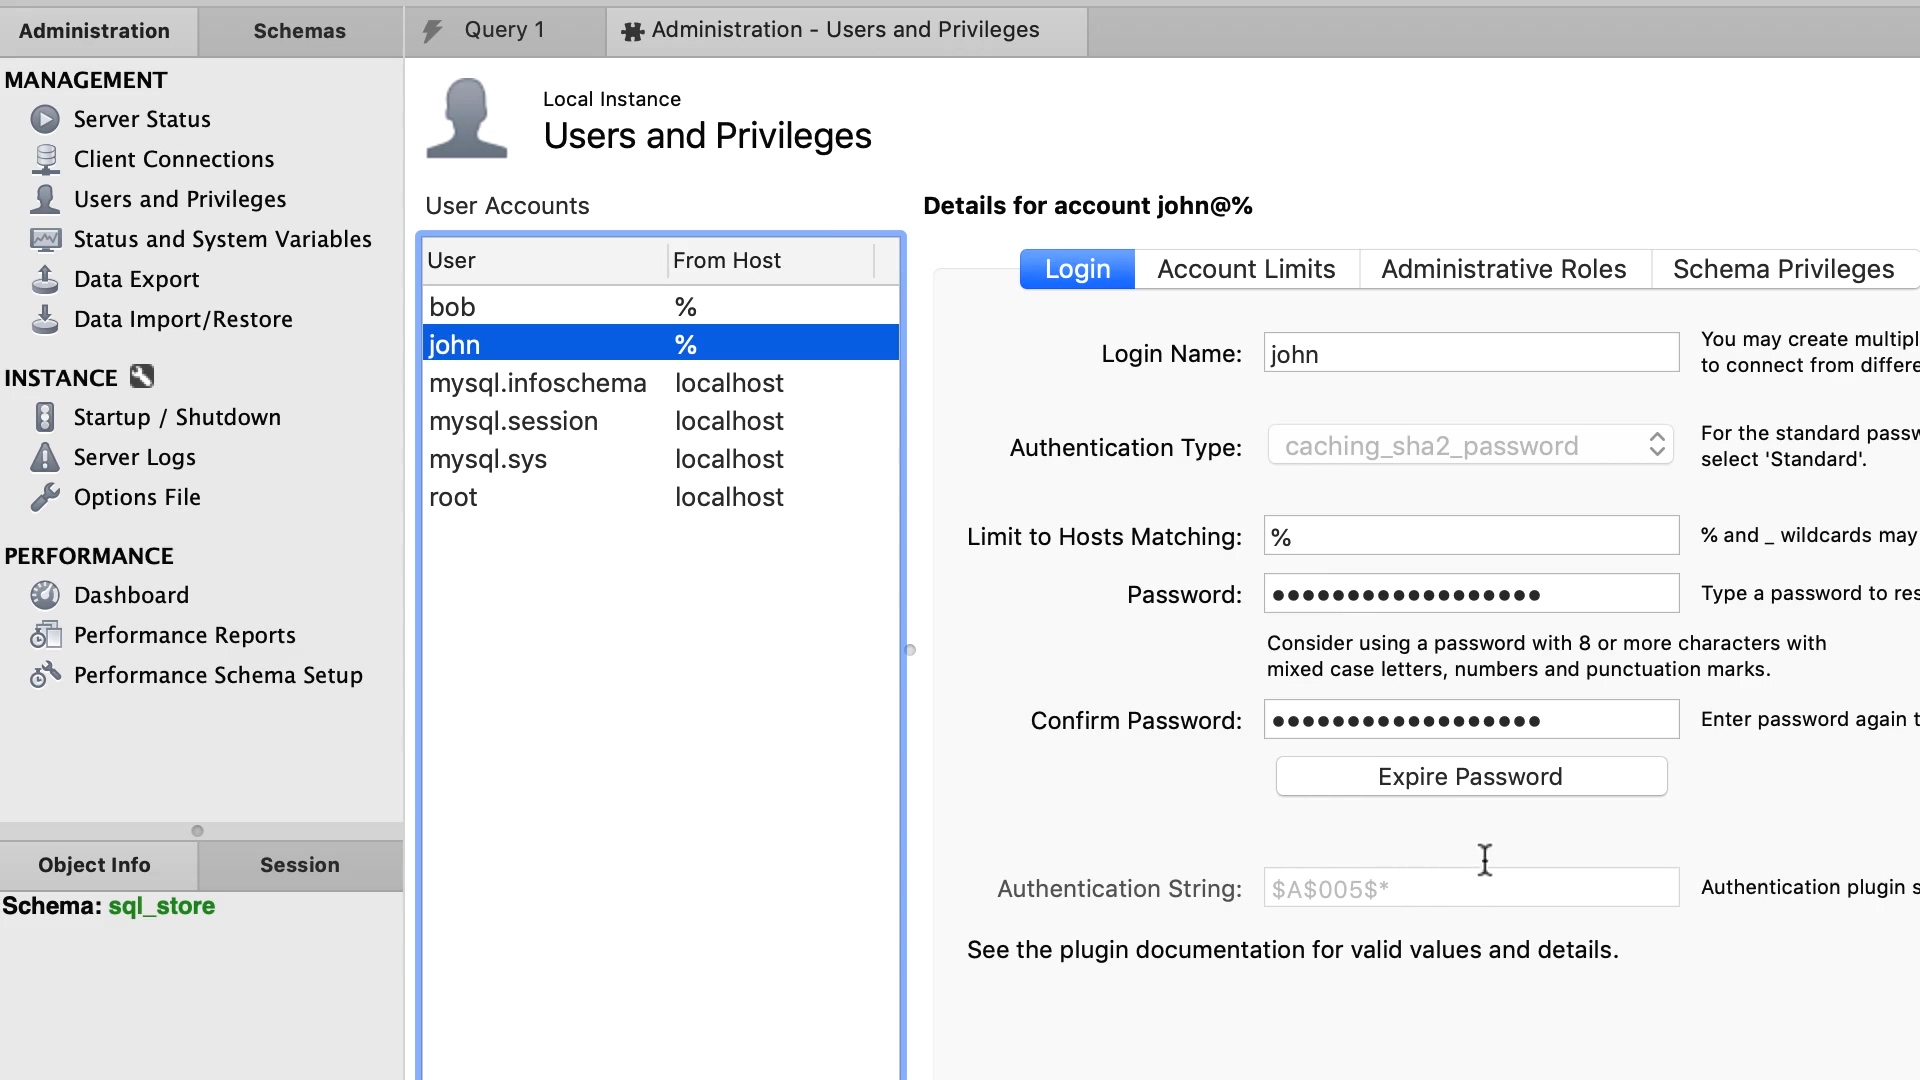 Administration
Schemas
Query 1
Administration - Users and Privileges
MANAGEMENT
Server Status
Client Connections
Users and Privileges
Status and System Variables
Data Export
Data Import/Restore
INSTANCE
Startup / Shutdown
Server Logs
Options File
PERFORMANCE
Dashboard
Performance Reports
Performance Schema Setup
Object Info
Session
Schema: sql_store
Local Instance
Users and Privileges
User Accounts
User From Host
bob %
john %
mysql.infoschema localhost
mysql.session localhost
mysql.sys localhost
root localhost
Details for account john@%
Login
Account Limits
Administrative Roles
Schema Privileges
Login Name: john
You may create
to connect from
Authentication Type: caching_sha2_password
For the standard
select 'Standard'.
Limit to Hosts Matching: %
% and _ wildcards may
Password: ••••••••••••••••••
Type a password to
Consider using a password with 8 or more characters with
mixed case letters, numbers and punctuation marks.
Confirm Password: ••••••••••••••••••
Enter password again
Expire Password
Authentication String: $A$005$*
Authentication plugin
See the plugin documentation for valid values and details.